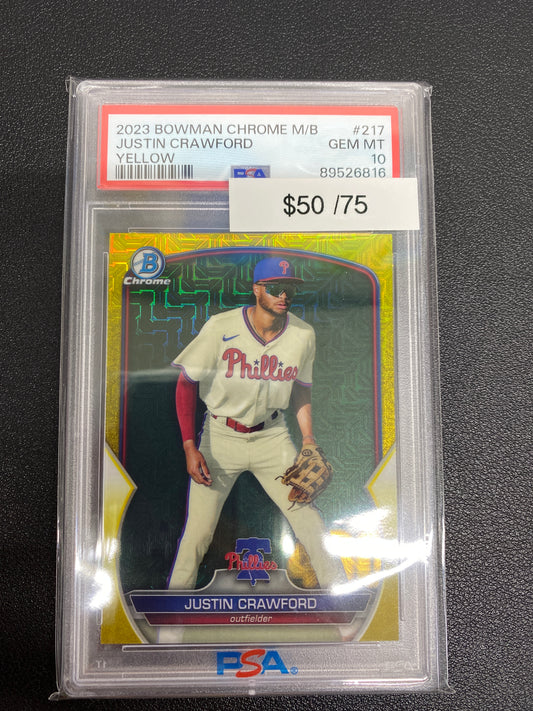 2023 BOWMAN CHROME M/B #217
JUSTIN CRAWFORD GEM MT
YELLOW 10
89526816
$50 /75
B
Chrome
P
Phillies
Phillies
JUSTIN CRAWFORD
outfielder
PSA